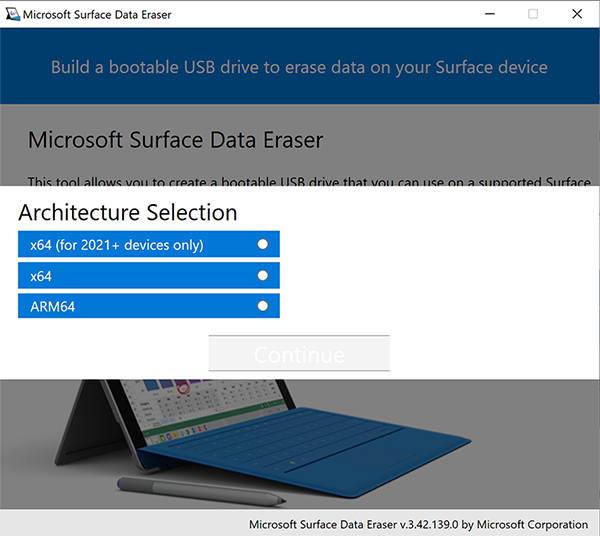 Microsoft Surface Data Eraser
Build a bootable USB drive to erase data on your Surface device
Microsoft Surface Data Eraser
This tool allows you to create a bootable USB drive that you can use on a supported Surface
Architecture Selection
x64 (for 2021+ devices only)
x64
ARM64
Continue
Microsoft Surface Data Eraser v.3.42.139.0 by Microsoft Corporation